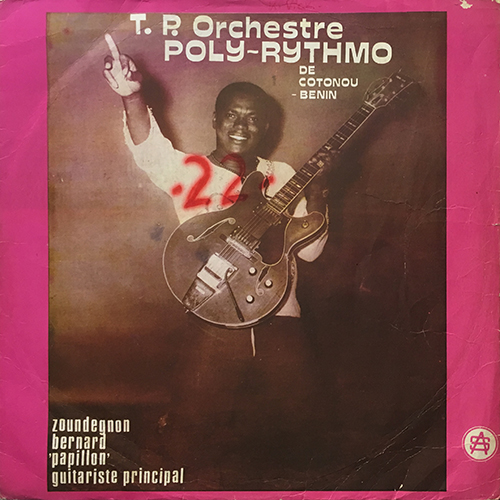 T. P. Orchestre
POLY-RYTHMO
DE
COTONOU
- BENIN
.22.
zoundegnon
bernard
'papillon'
guitariste principal